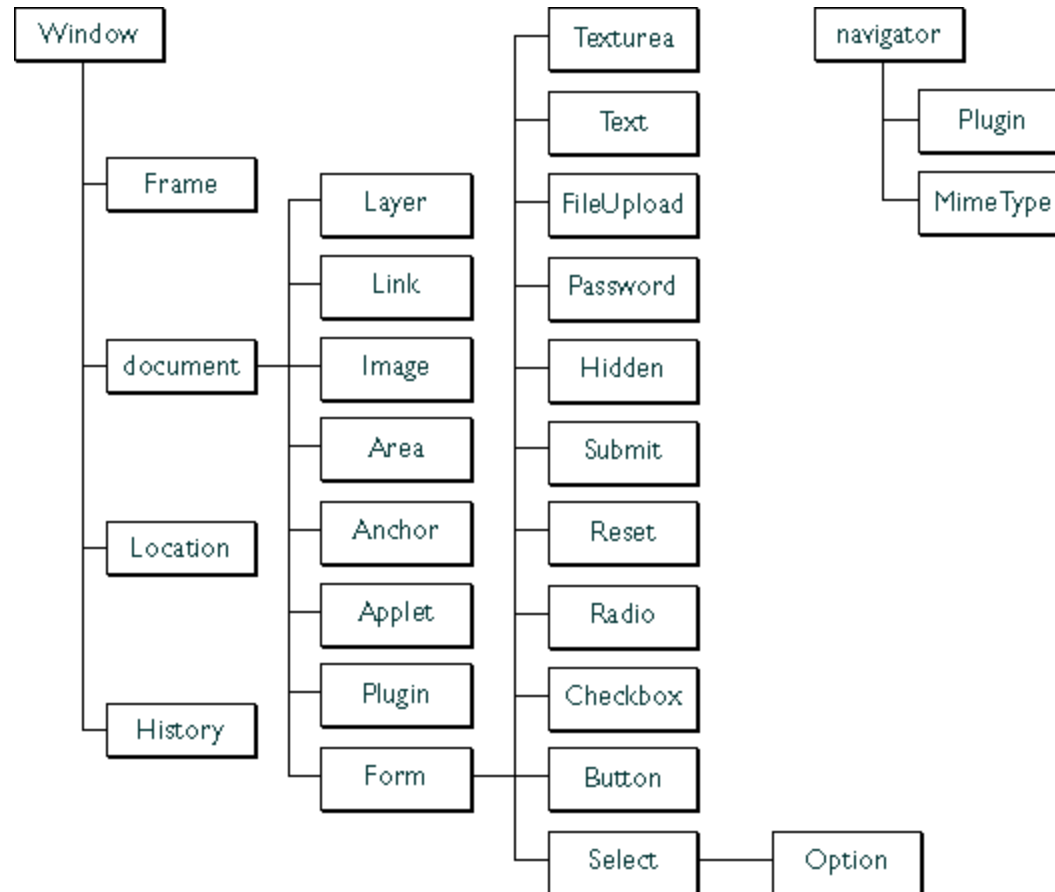 Window
Frame
document
Location
History
Layer
Link
Image
Area
Anchor
Applet
Plugin
Form
Texturea
Text
FileUpload
Password
Hidden
Submit
Reset
Radio
Checkbox
Button
Select
Option
navigator
Plugin
MimeType